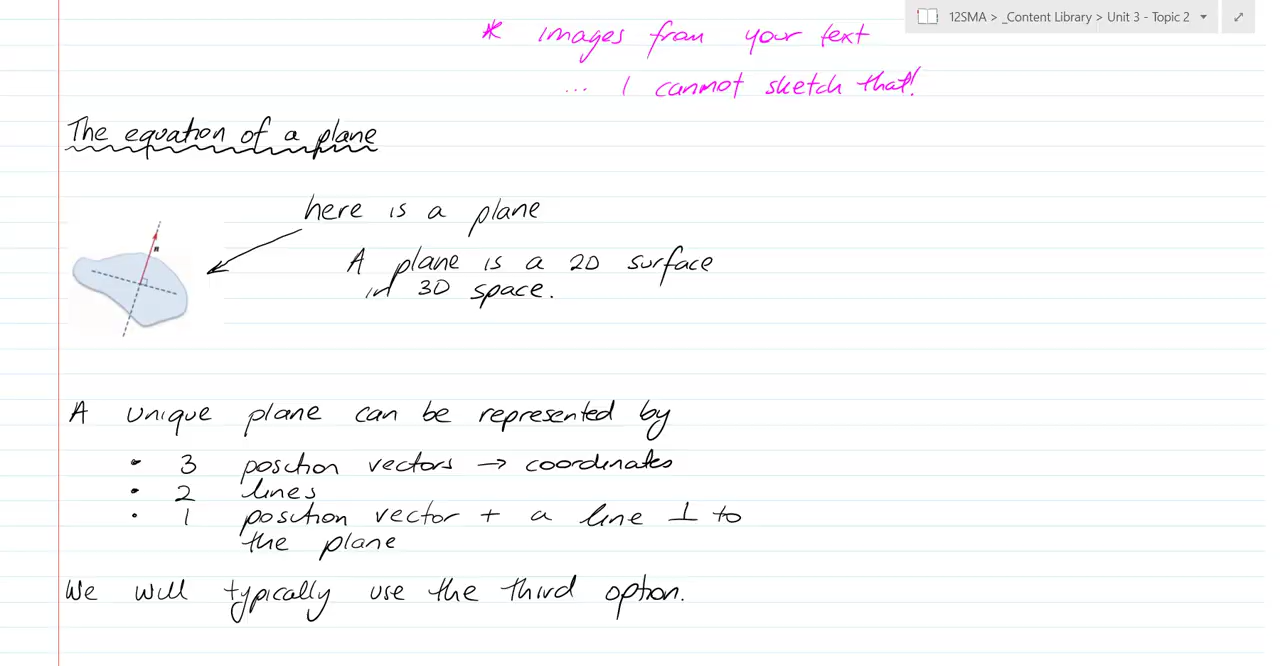 12SMA > _Content Library > Unit 3 - Topic 2
* images from your text
... I cannot sketch that!
The equation of a plane
here is a plane
n
A plane is a 2D surface
in 3D space.
A unique plane can be represented by
• 3 position vectors → coordinates
• 2 lines
• 1 position vector + a line ⊥ to
the plane
We will typically use the third option.